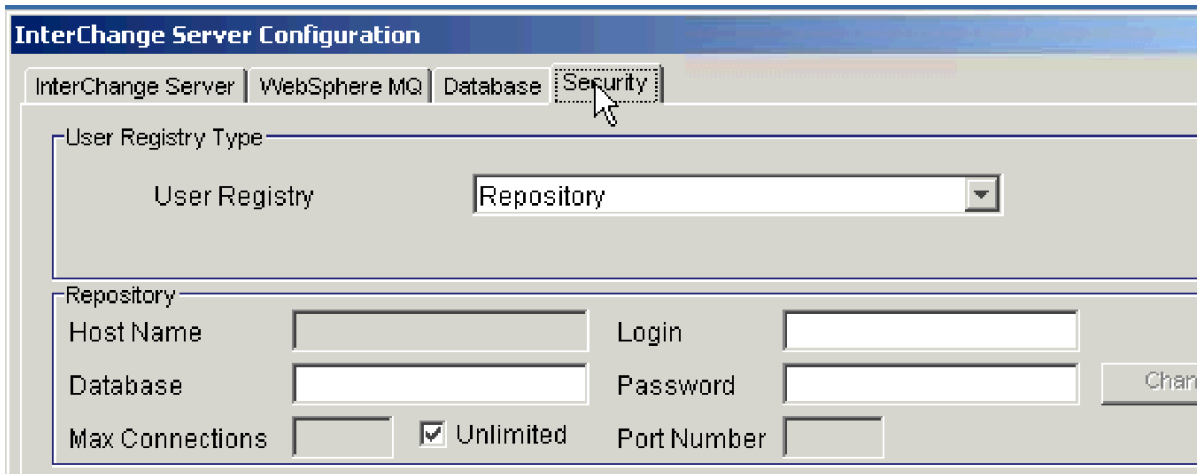 InterChange Server Configuration
InterChange Server WebSphere MQ Database Security
User Registry Type
User Registry Repository
Repository
Host Name Login
Database Password Chan
Max Connections Unlimited Port Number